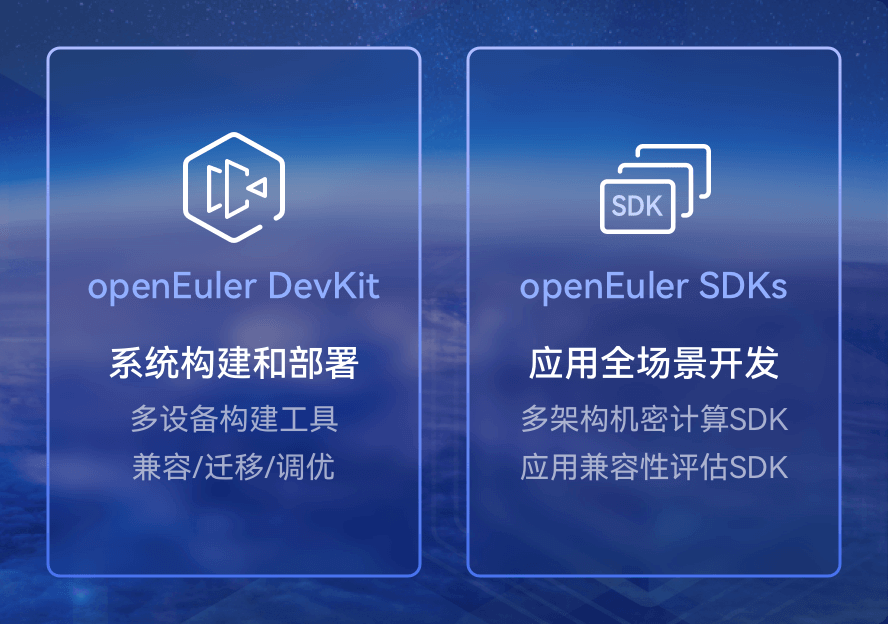 openEuler DevKit
系统构建和部署
多设备构建工具
兼容/迁移/调优
SDK
openEuler SDKs
应用全场景开发
多架构机密计算SDK
应用兼容性评估SDK